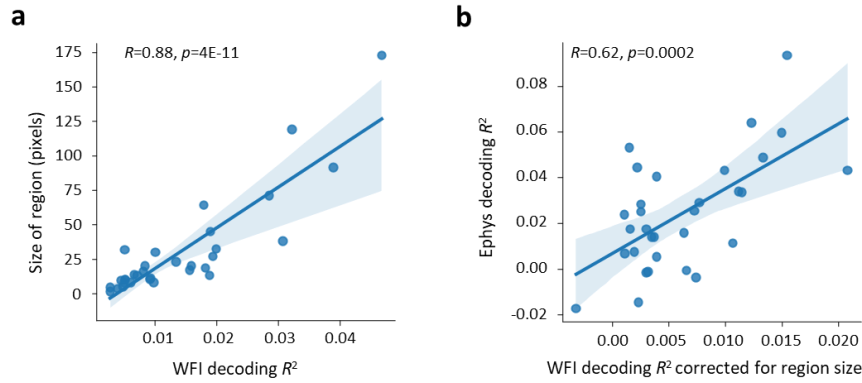 a
R=0.88, p=4E-11
Size of region (pixels)
175
150
125
100
75
50
25
0
0.01 0.02 0.03 0.04
WFI decoding R²
b
R=0.62, p=0.0002
Ephys decoding R²
0.08
0.06
0.04
0.02
0.00
-0.02
0.00 0.005 0.010 0.015 0.020
WFI decoding R² corrected for region size